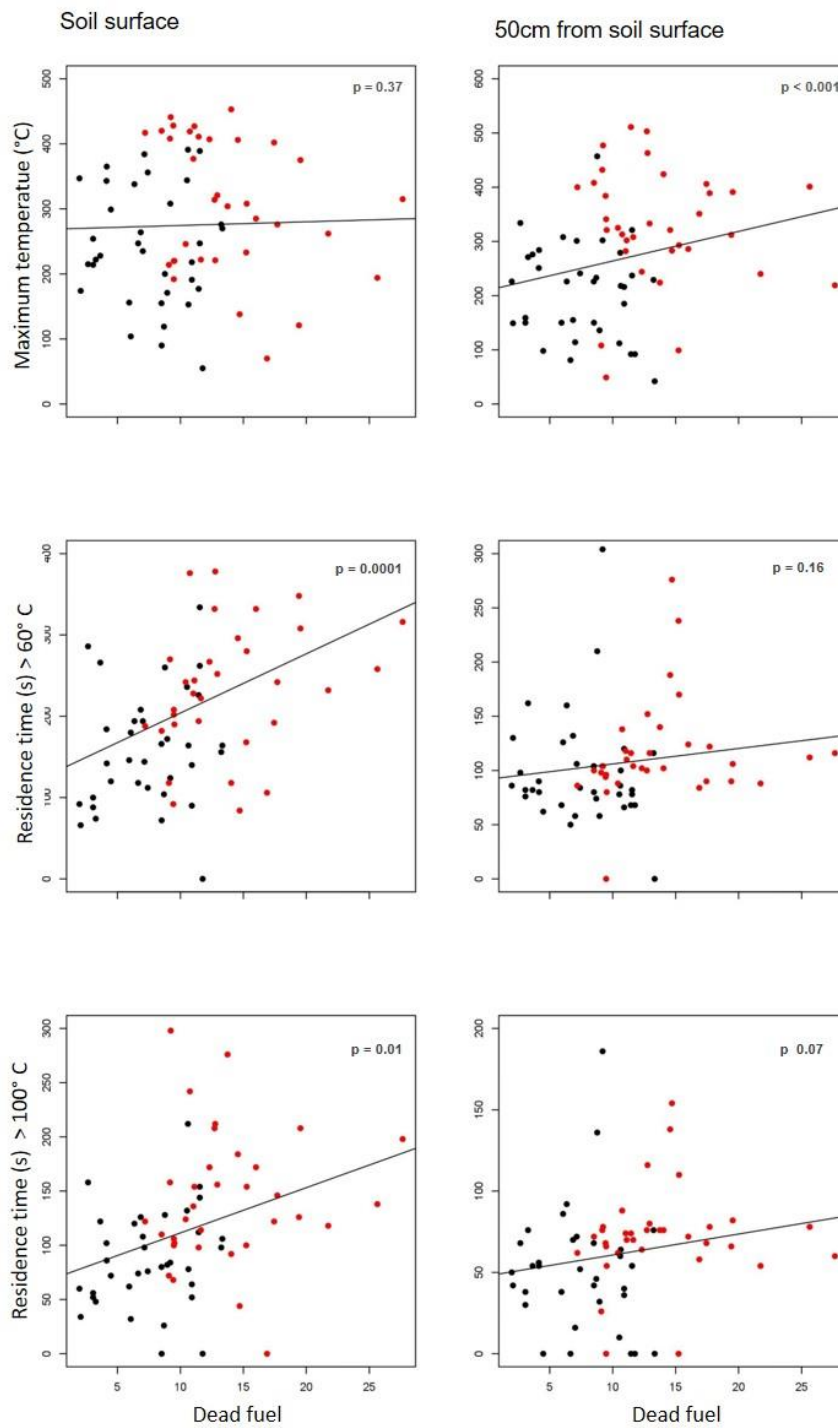 Soil surface
50cm from soil surface
Maximum temperatue (°C)
500
400
300
200
100
0
p = 0.37
600
500
400
300
200
100
0
p < 0.001
Residence time (s) > 60° C
400
300
200
100
0
p = 0.0001
300
250
200
150
100
50
0
p = 0.16
Residence time (s) > 100° C
300
250
200
150
100
50
0
p = 0.01
200
150
100
50
0
p 0.07
5 10 15 20 25
5 10 15 20 25
Dead fuel
Dead fuel